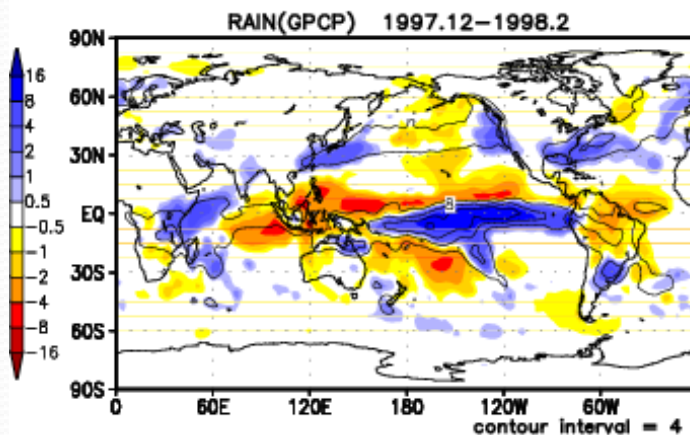 RAIN(GPCP) 1997.12-1998.2
90N
60N
30N
EQ
30S
60S
90S
16
8
4
2
1
0.5
-0.5
-1
-2
-4
-8
-16
8
0 60E 120E 180 120W 60W
contour interval = 4